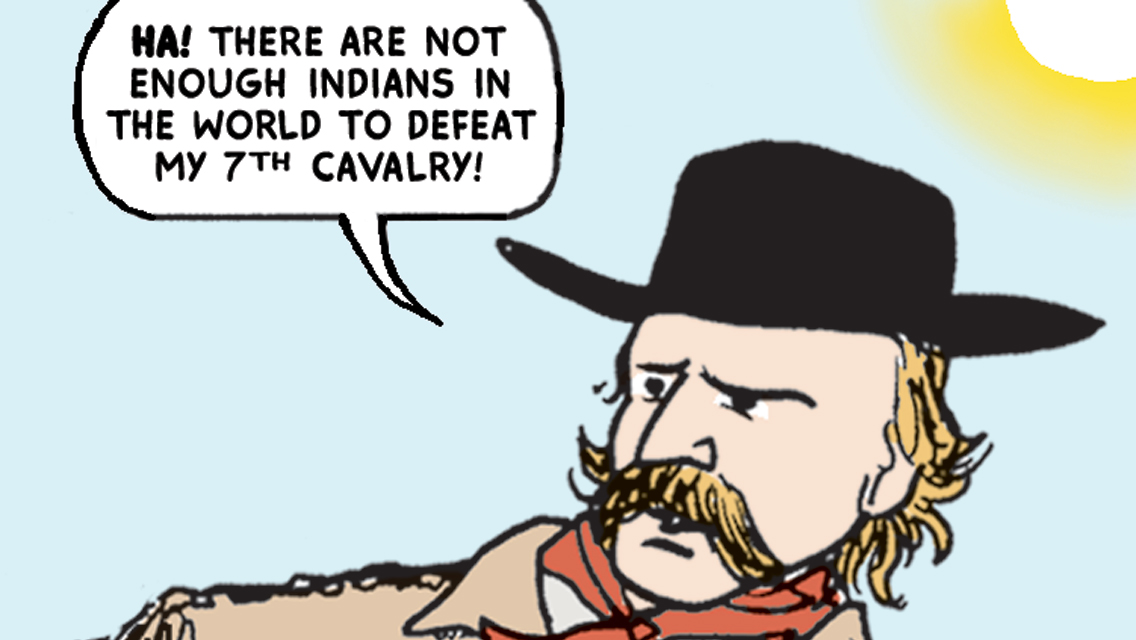 HA! THERE ARE NOT
ENOUGH INDIANS IN
THE WORLD TO DEFEAT
MY 7TH CAVALRY!